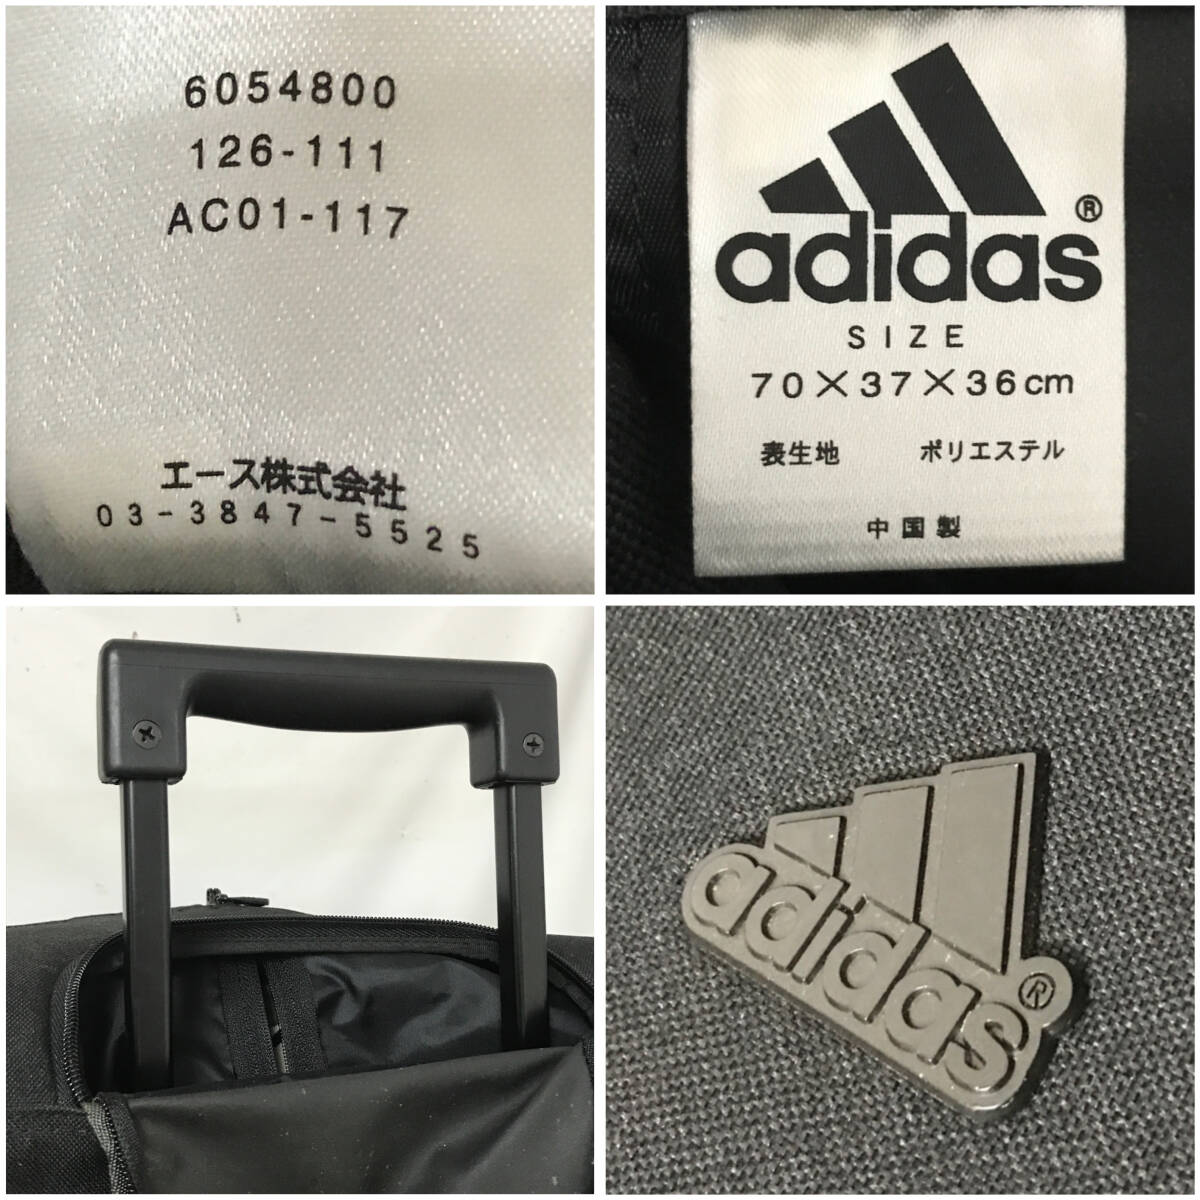 6054800
126-111
AC01-117
エース株式会社
03-3847-5525
adidas®
SIZE
70×37×36cm
表生地 ポリエステル
中国製
adidas®